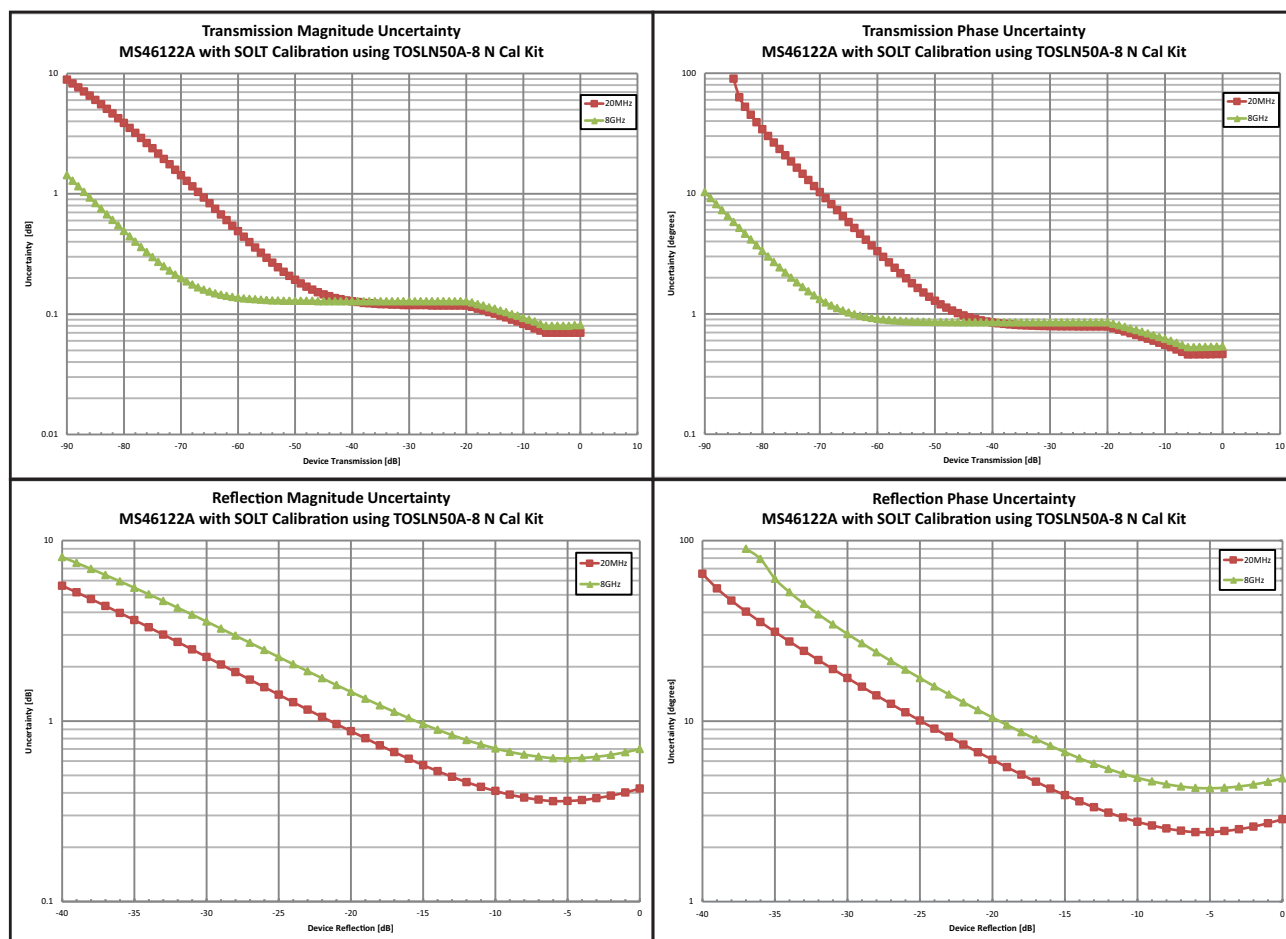 Transmission Magnitude Uncertainty
MS46122A with SOLT Calibration using TOSLN50A-8 N Cal Kit
10
1
0.1
0.01
-90 -80 -70 -60 -50 -40 -30 -20 -10 0 10
Uncertainty [dB]
Device Transmission [dB]
20MHz
8GHz
Transmission Phase Uncertainty
MS46122A with SOLT Calibration using TOSLN50A-8 N Cal Kit
100
10
1
0.1
-90 -80 -70 -60 -50 -40 -30 -20 -10 0 10
Uncertainty [degrees]
Device Transmission [dB]
20MHz
8GHz
Reflection Magnitude Uncertainty
MS46122A with SOLT Calibration using TOSLN50A-8 N Cal Kit
10
1
0.1
-40 -35 -30 -25 -20 -15 -10 -5 0
Uncertainty [dB]
Device Reflection [dB]
20MHz
8GHz
Reflection Phase Uncertainty
MS46122A with SOLT Calibration using TOSLN50A-8 N Cal Kit
100
10
1
-40 -35 -30 -25 -20 -15 -10 -5 0
Uncertainty [degrees]
Device Reflection [dB]
20MHz
8GHz